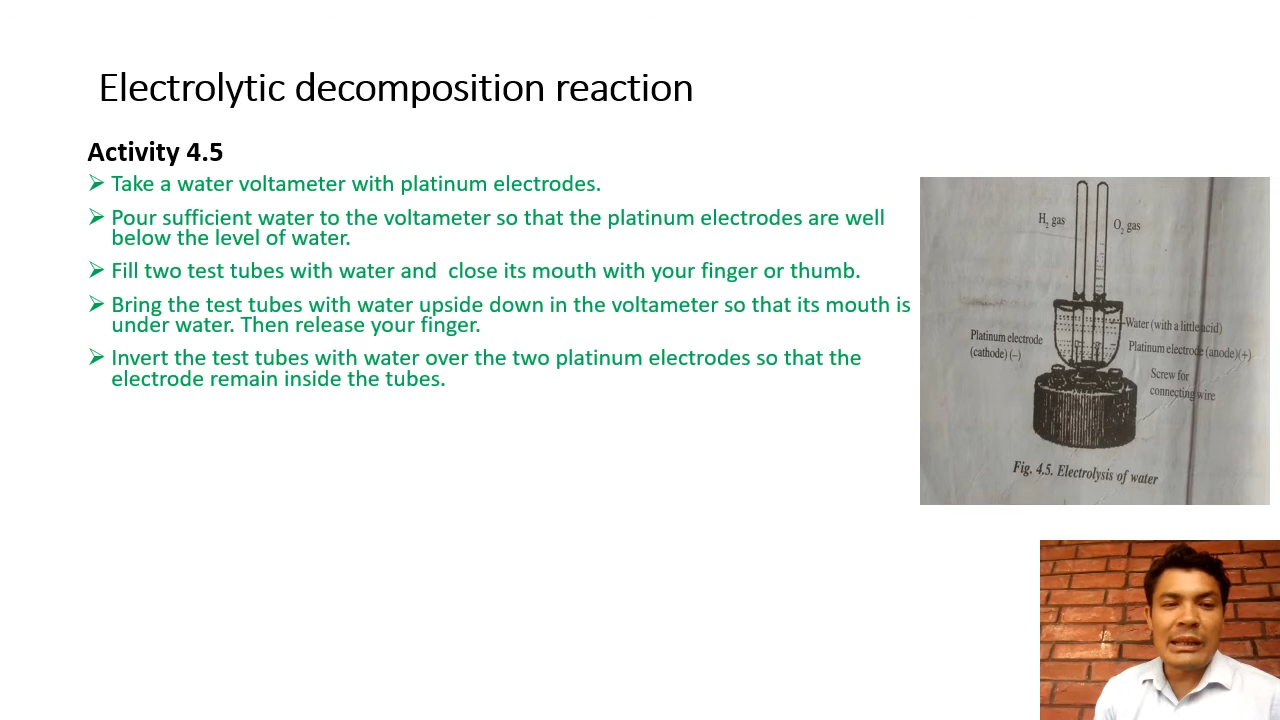 Electrolytic decomposition reaction
Activity 4.5
➢ Take a water voltameter with platinum electrodes.
➢ Pour sufficient water to the voltameter so that the platinum electrodes are well
below the level of water.
➢ Fill two test tubes with water and  close its mouth with your finger or thumb.
➢ Bring the test tubes with water upside down in the voltameter so that its mouth is
under water. Then release your finger.
➢ Invert the test tubes with water over the two platinum electrodes so that the
electrode remain inside the tubes.
H₂ gas
O₂ gas
Water (with a little acid)
Platinum electrode
(cathode) (–)
Platinum electrode (anode)(+)
Screw for
connecting wire
Fig. 4.5. Electrolysis of water